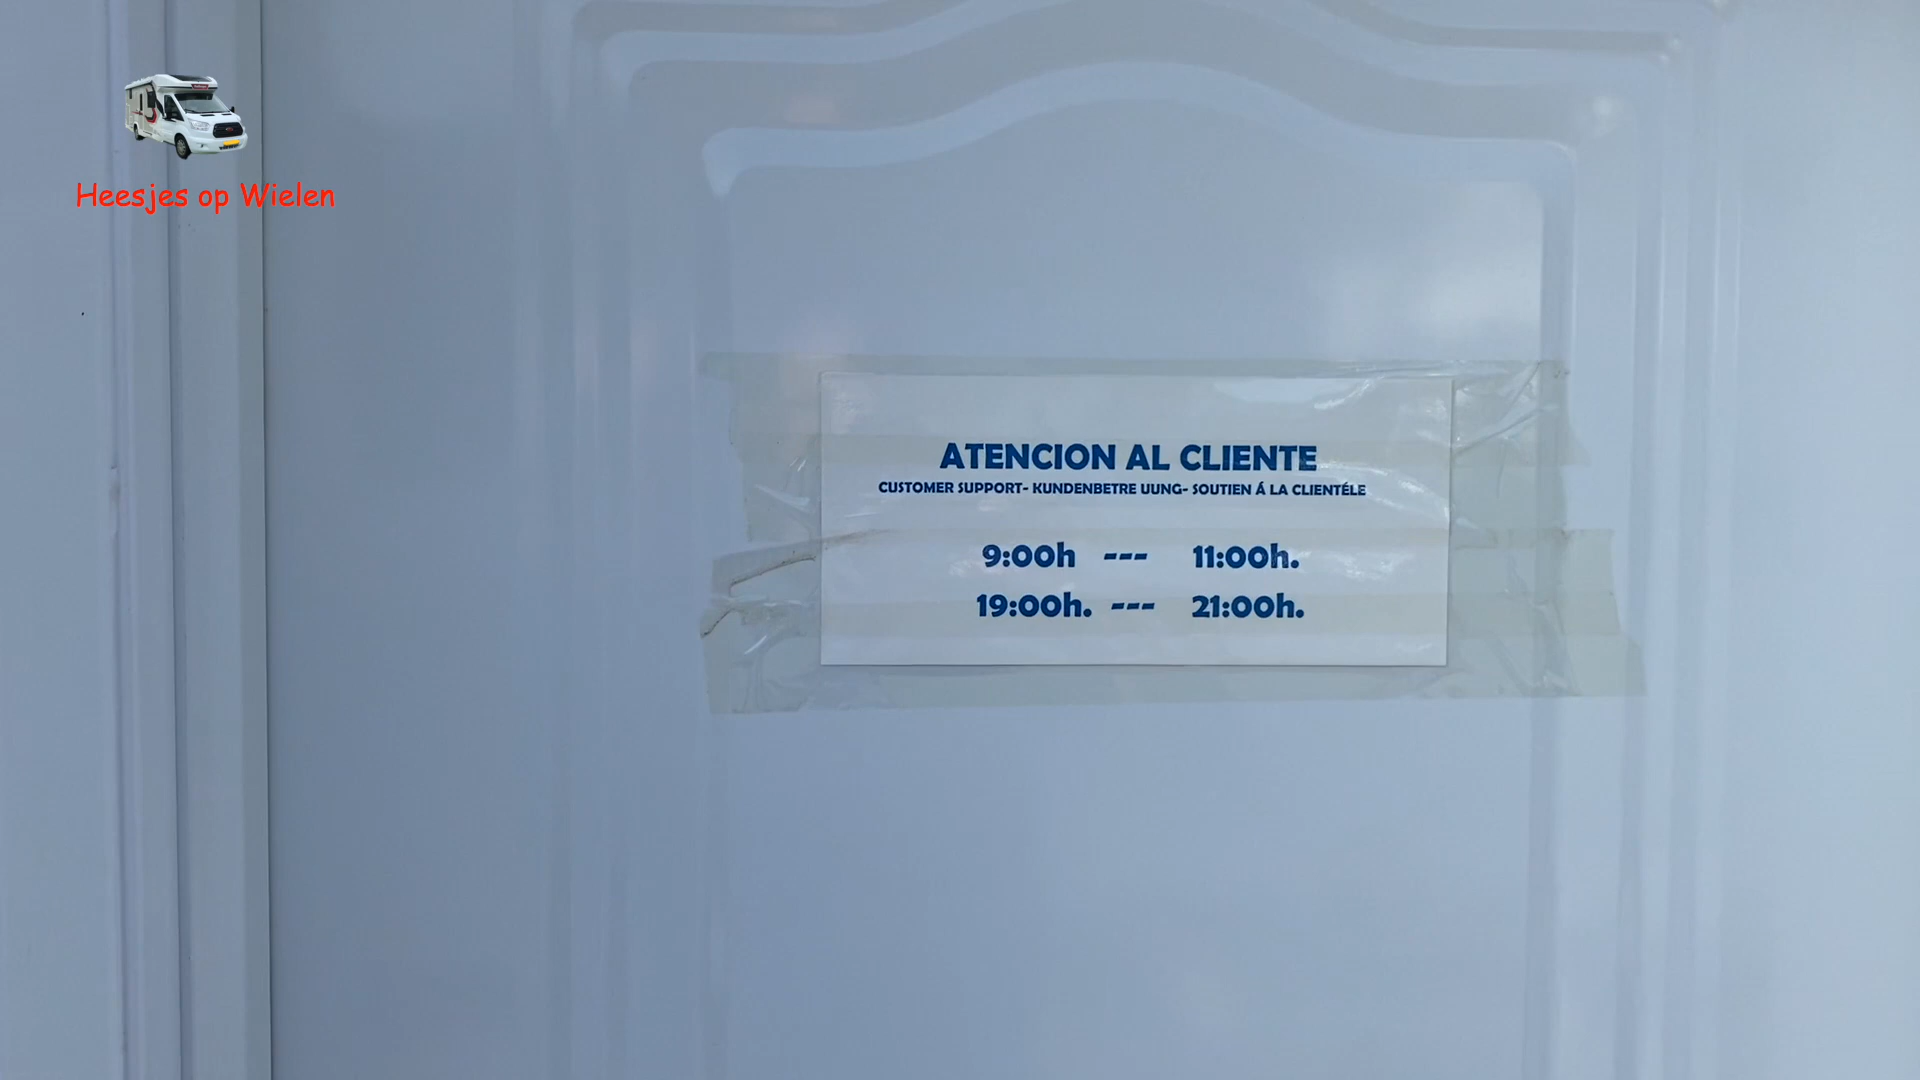 Heesjes op Wielen
ATENCION AL CLIENTE
CUSTOMER SUPPORT- KUNDENBETRE UUNG- SOUTIEN Á LA CLIENTÉLE
9:00h --- 11:00h.
19:00h. --- 21:00h.